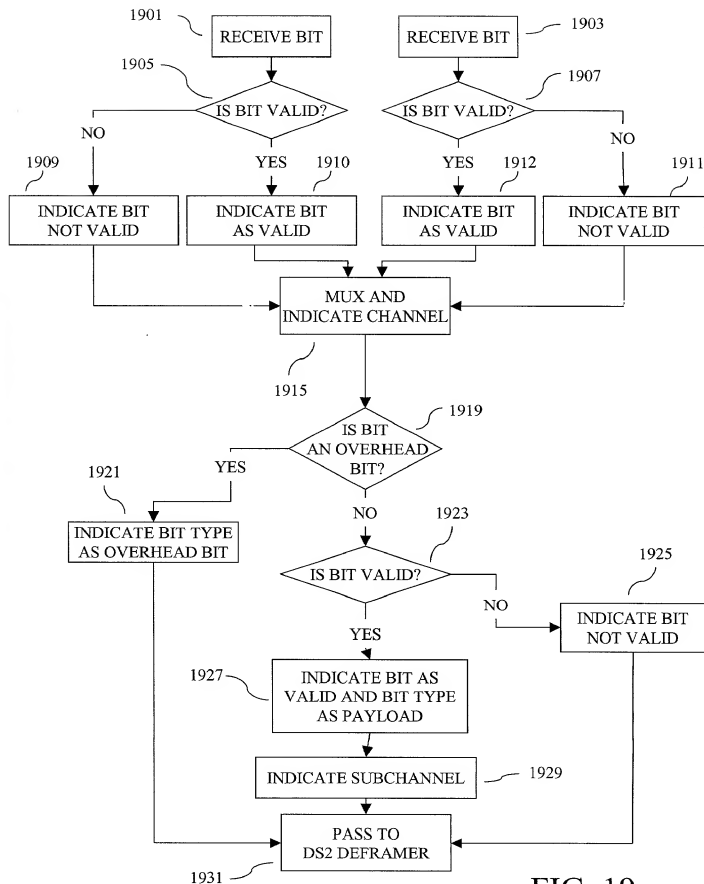 1901
RECEIVE BIT
1903
RECEIVE BIT
1905
IS BIT VALID?
1907
IS BIT VALID?
NO
YES
YES
NO
1909
1910
1912
1911
INDICATE BIT
NOT VALID
INDICATE BIT
AS VALID
INDICATE BIT
AS VALID
INDICATE BIT
NOT VALID
MUX AND
INDICATE CHANNEL
1915
1919
IS BIT
AN OVERHEAD
BIT?
YES
1921
NO
INDICATE BIT TYPE
AS OVERHEAD BIT
1923
IS BIT VALID?
1925
NO
INDICATE BIT
NOT VALID
YES
1927
INDICATE BIT AS
VALID AND BIT TYPE
AS PAYLOAD
INDICATE SUBCHANNEL
1929
PASS TO
DS2 DEFRAMER
1931
FIG. 19